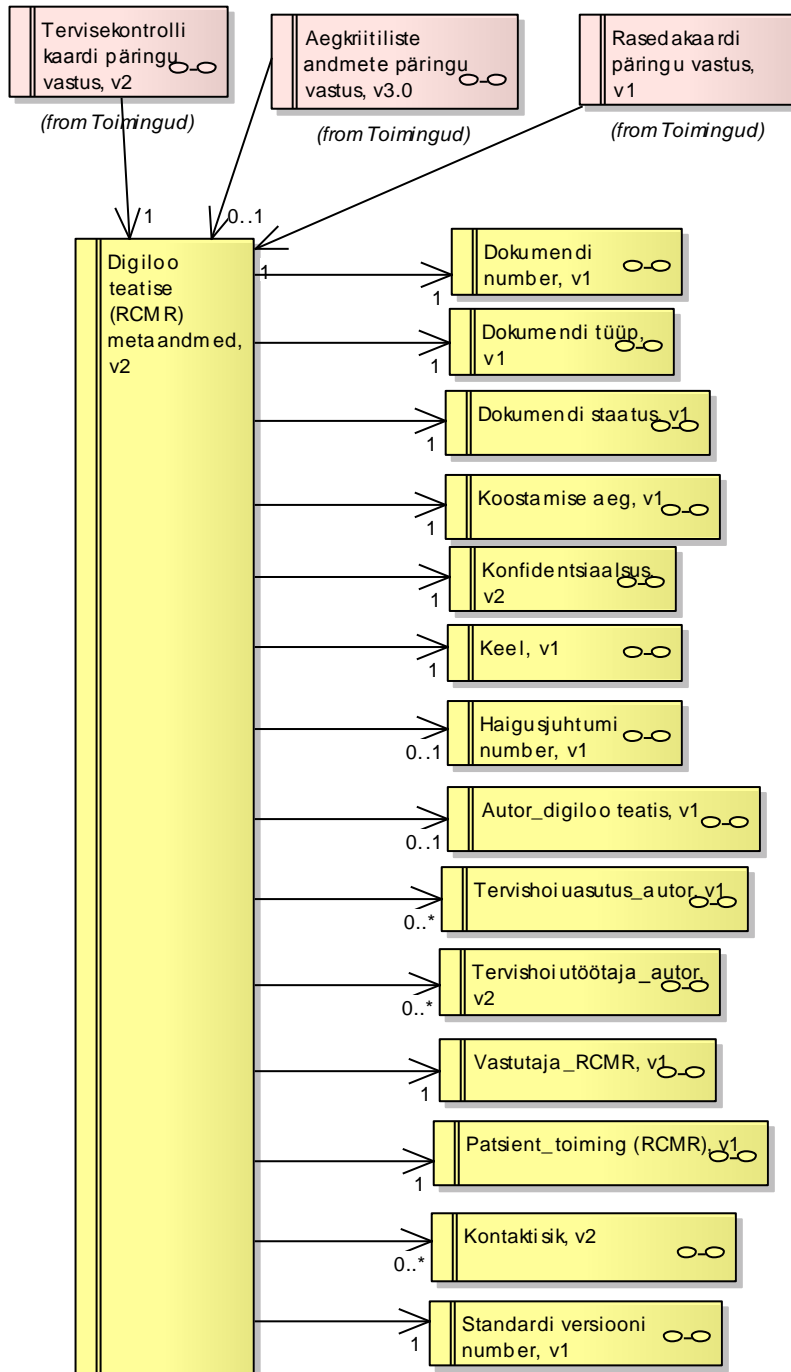 Tervisekontrolli
kaardi päringu
vastus, v2
(from Toimingud)
Aegkriitiliste
andmete päringu
vastus, v3.0
(from Toimingud)
Rasedakaardi
päringu vastus,
v1
(from Toimingud)
1
0..1
1
Digiloo
teatise
(RCMR)
metaandmed,
v2
Dokumendi
number, v1
1
Dokumendi tüüp,
v1
1
Dokumendi staatus, v1
1
Koostamise aeg, v1
1
Konfidentsiaalsus,
v2
1
Keel, v1
1
Haigusjuhtumi
number, v1
0..1
Autor_digiloo teatis, v1
0..1
Tervishoiuasutus_autor, v1
0..*
Tervishoiutöötaja_autor,
v2
0..*
Vastutaja_RCMR, v1
1
Patsient_toiming (RCMR), v1
1
Kontaktisik, v2
0..*
Standardi versiooni
number, v1
1